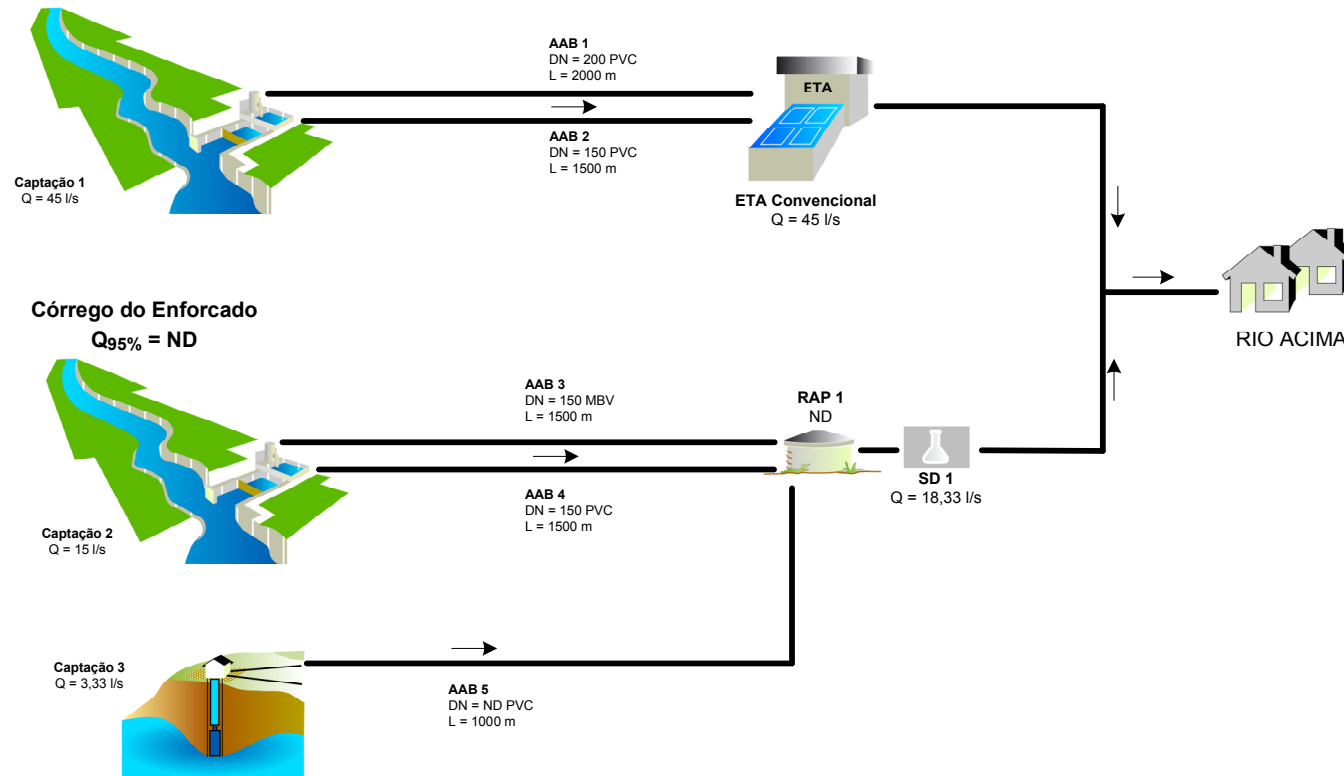 AAB 1
DN = 200 PVC
L = 2000 m
ETA
AAB 2
DN = 150 PVC
L = 1500 m
Captação 1
Q = 45 l/s
ETA Convencional
Q = 45 l/s
Córrego do Enforcado
Q95% = ND
RIO ACIMA
AAB 3
DN = 150 MBV
L = 1500 m
RAP 1
ND
SD 1
Q = 18,33 l/s
AAB 4
DN = 150 PVC
L = 1500 m
Captação 2
Q = 15 l/s
Captação 3
Q = 3,33 l/s
AAB 5
DN = ND PVC
L = 1000 m